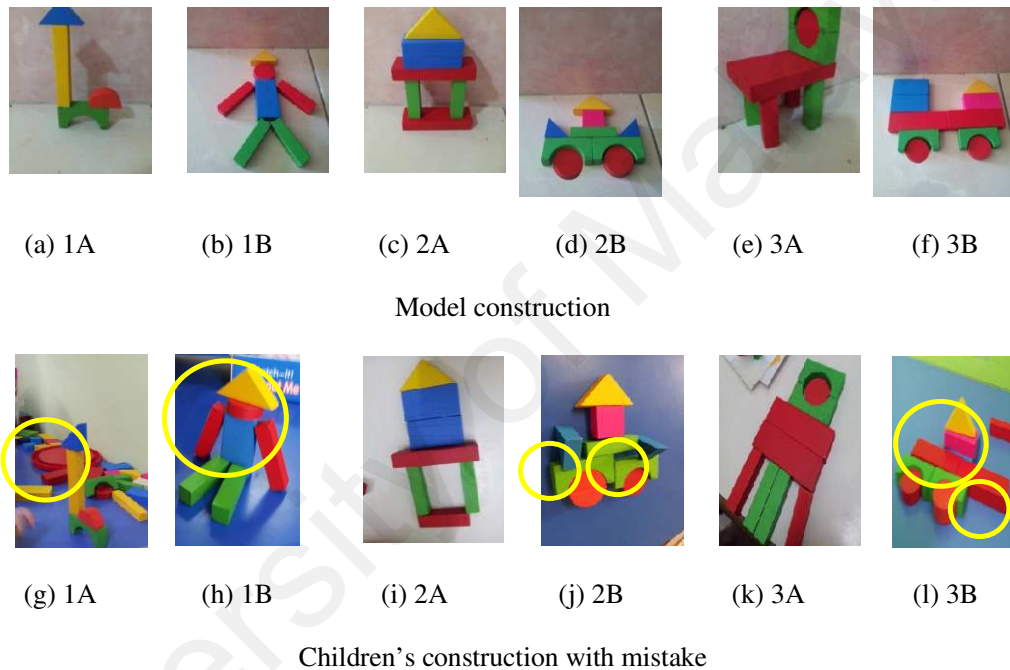 (a) 1A (b) 1B (c) 2A (d) 2B (e) 3A (f) 3B
Model construction
(g) 1A (h) 1B (i) 2A (j) 2B (k) 3A (l) 3B
Children's construction with mistake